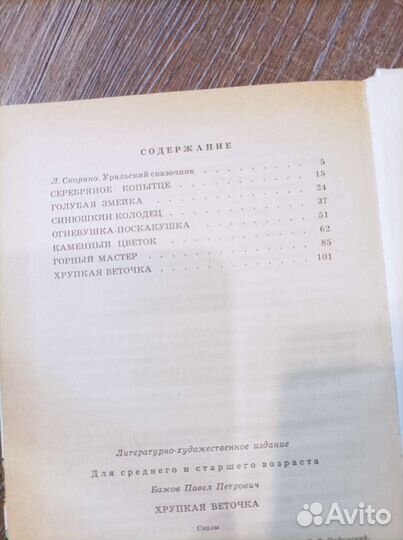 СОДЕРЖАНИЕ
Л. Скорино. Уральский сказочник . . . . . . . 5
СЕРЕБРЯНОЕ КОПЫТЦЕ . . . . . . . 15
ГОЛУБАЯ ЗМЕЙКА . . . . . . . . 24
СИНЮШКИН КОЛОДЕЦ . . . . . . . 37
ОГНЕВУШКА-ПОСКАКУШКА . . . . . . 51
КАМЕННЫЙ ЦВЕТОК . . . . . . . . 62
ГОРНЫЙ МАСТЕР . . . . . . . . 85
ХРУПКАЯ ВЕТОЧКА . . . . . . . . 101
Литературно-художественное издание
Для среднего и старшего возраста
Бажов Павел Петрович
ХРУПКАЯ ВЕТОЧКА
Сказы
Avito